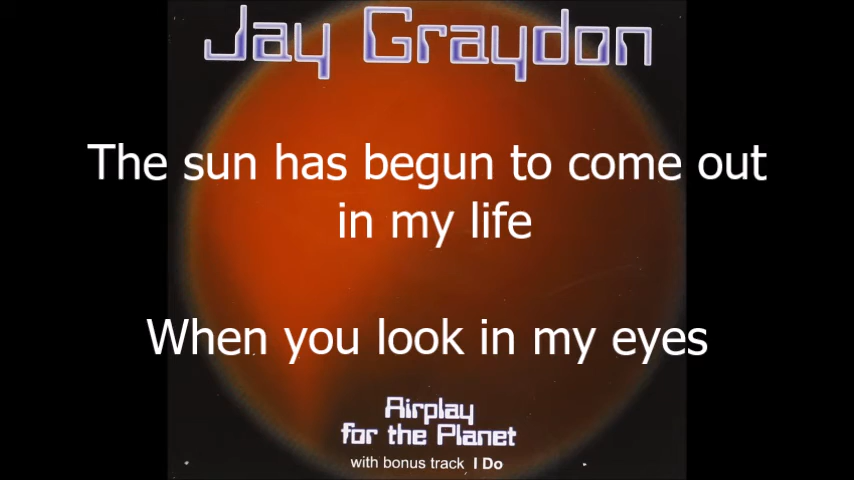 Jay Graydon
The sun has begun to come out
in my life
When you look in my eyes
Airplay
for the Planet
with bonus track I Do